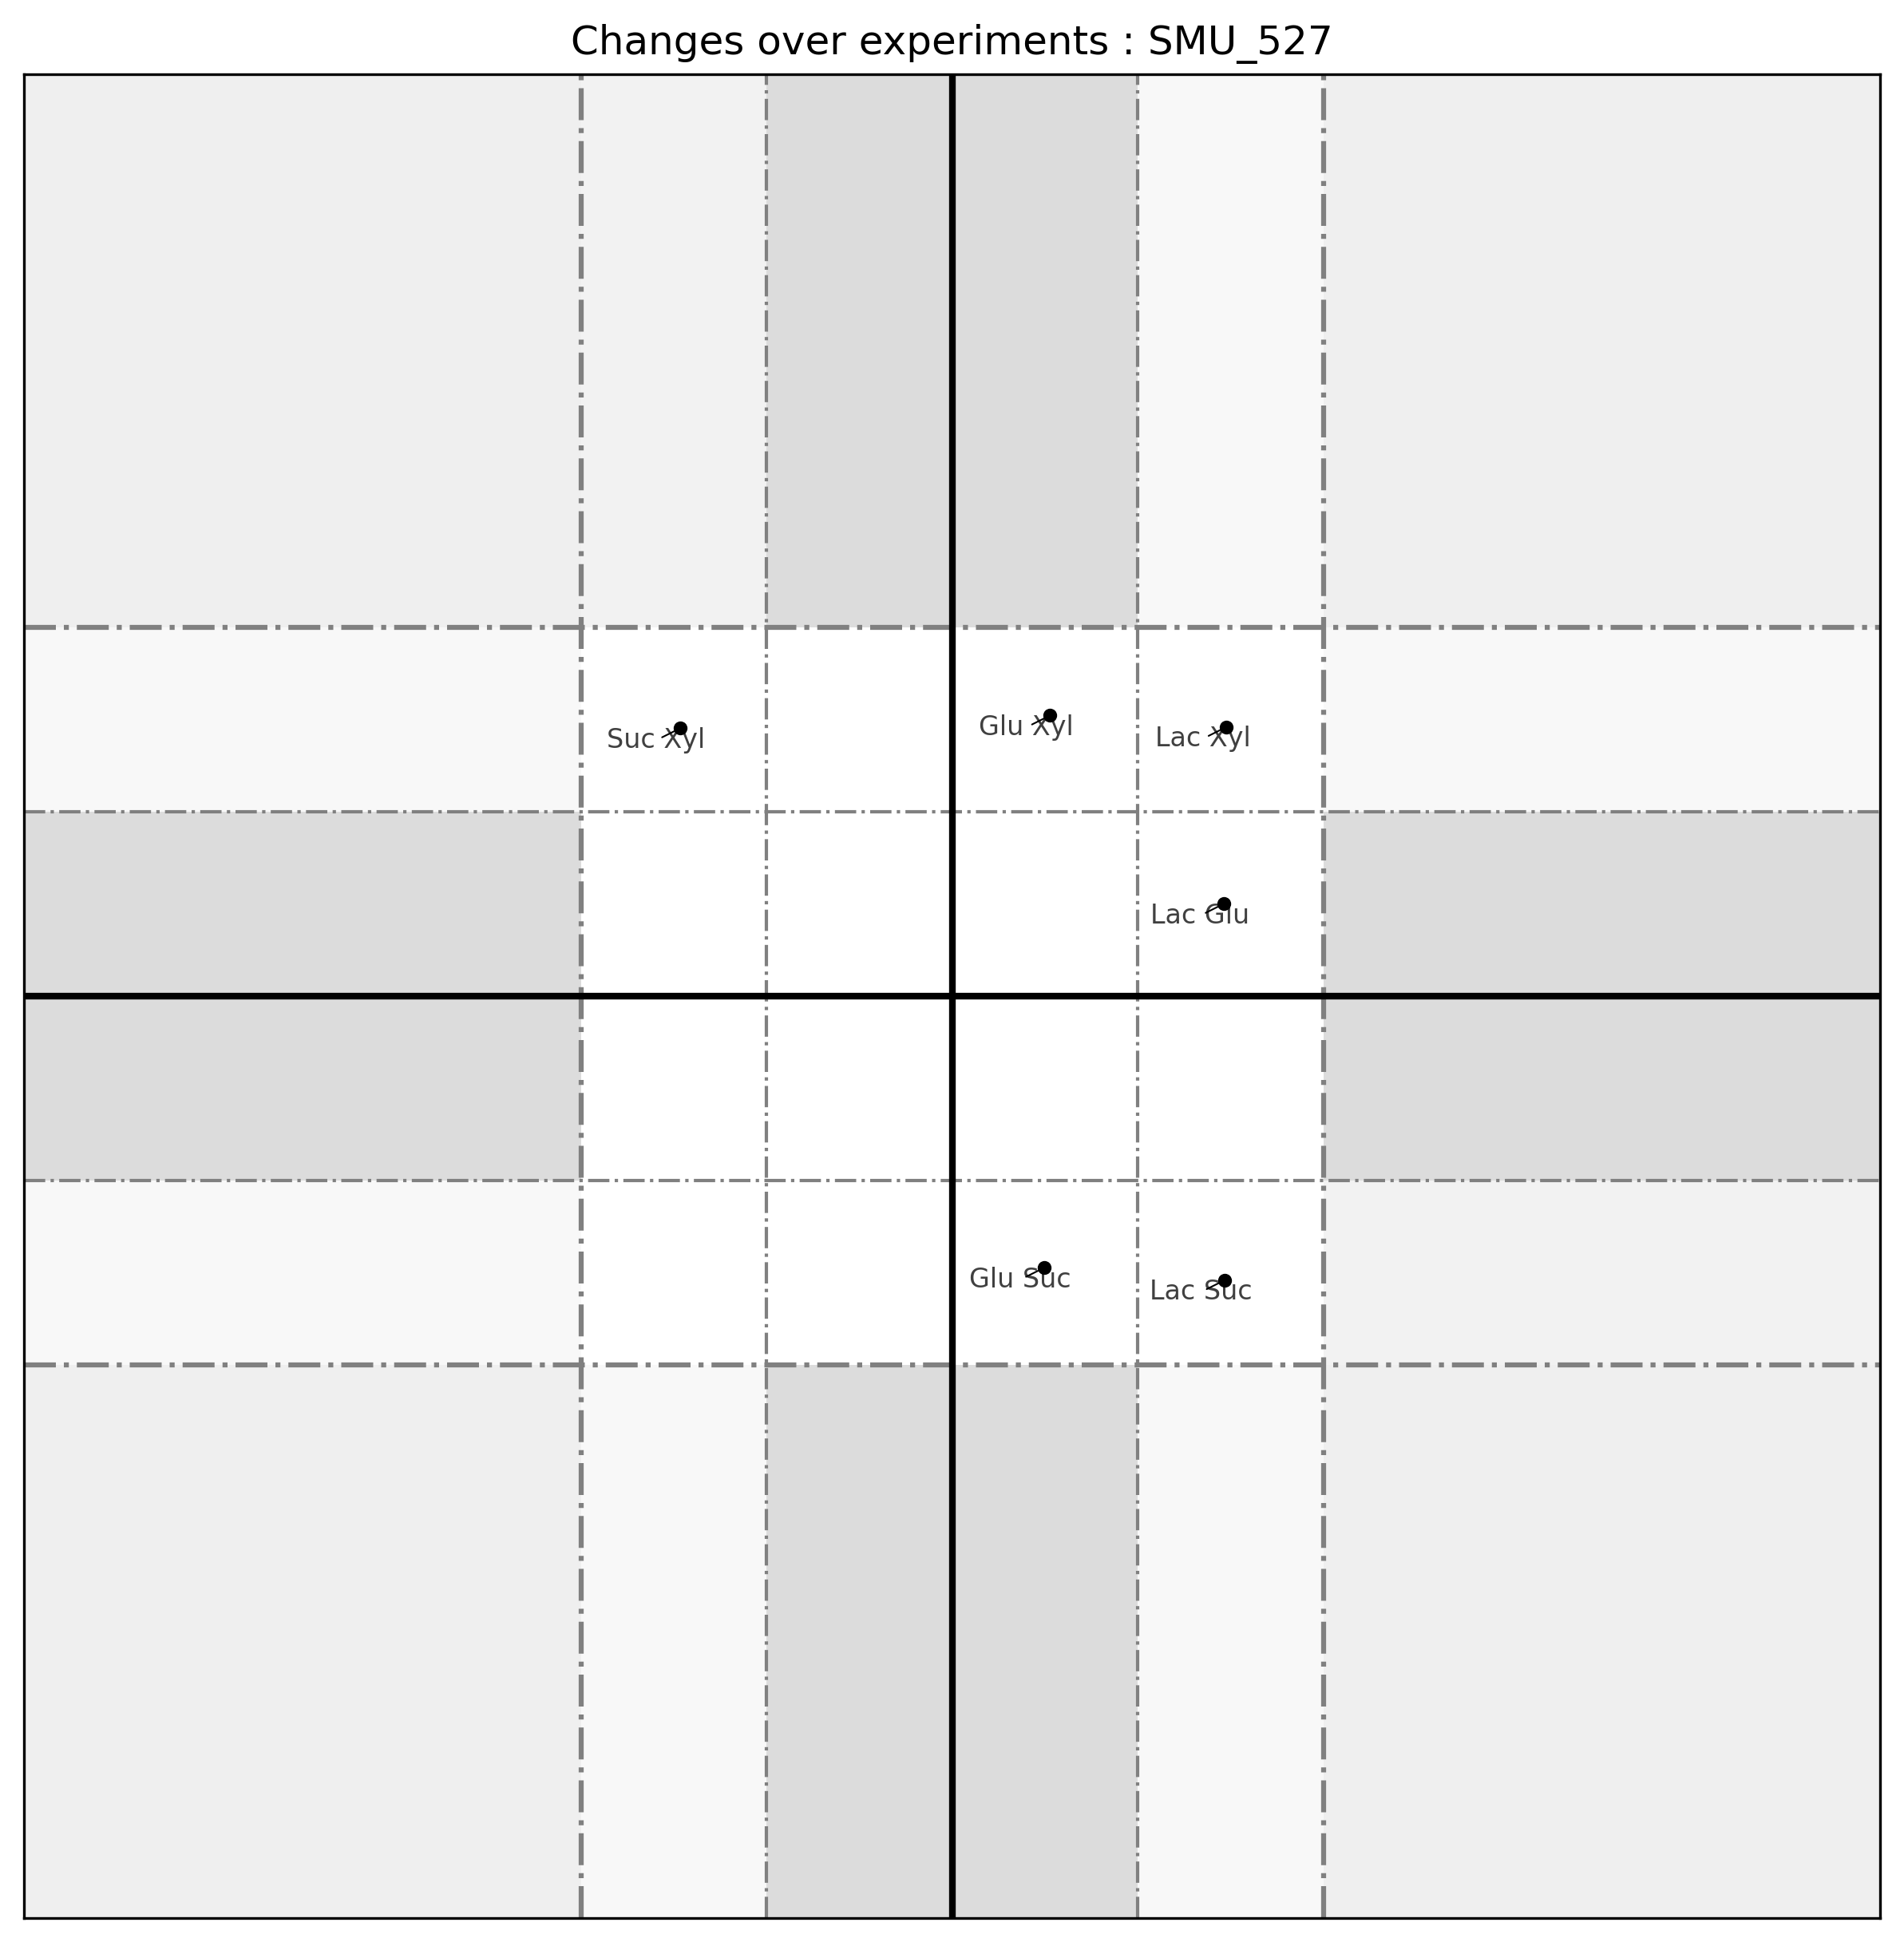 Changes over experiments : SMU_527
Suc Xyl
Glu Xyl
Lac Xyl
Lac Glu
Glu Suc
Lac Suc